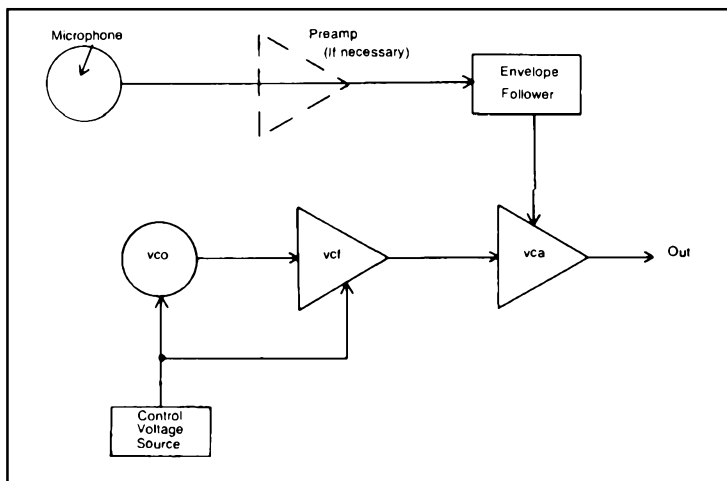 Microphone
Preamp
(If necessary)
Envelope
Follower
vco
vcf
vca
Out
Control
Voltage
Source